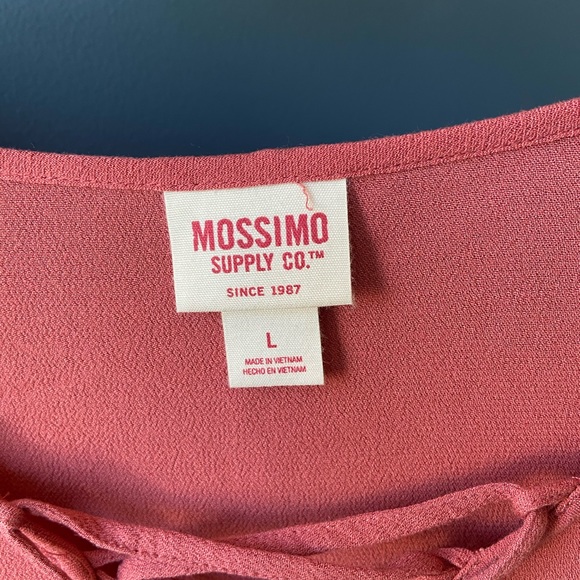 MOSSIMO
SUPPLY CO.™
SINCE 1987
L
MADE IN VIETNAM
HECHO EN VIETNAM